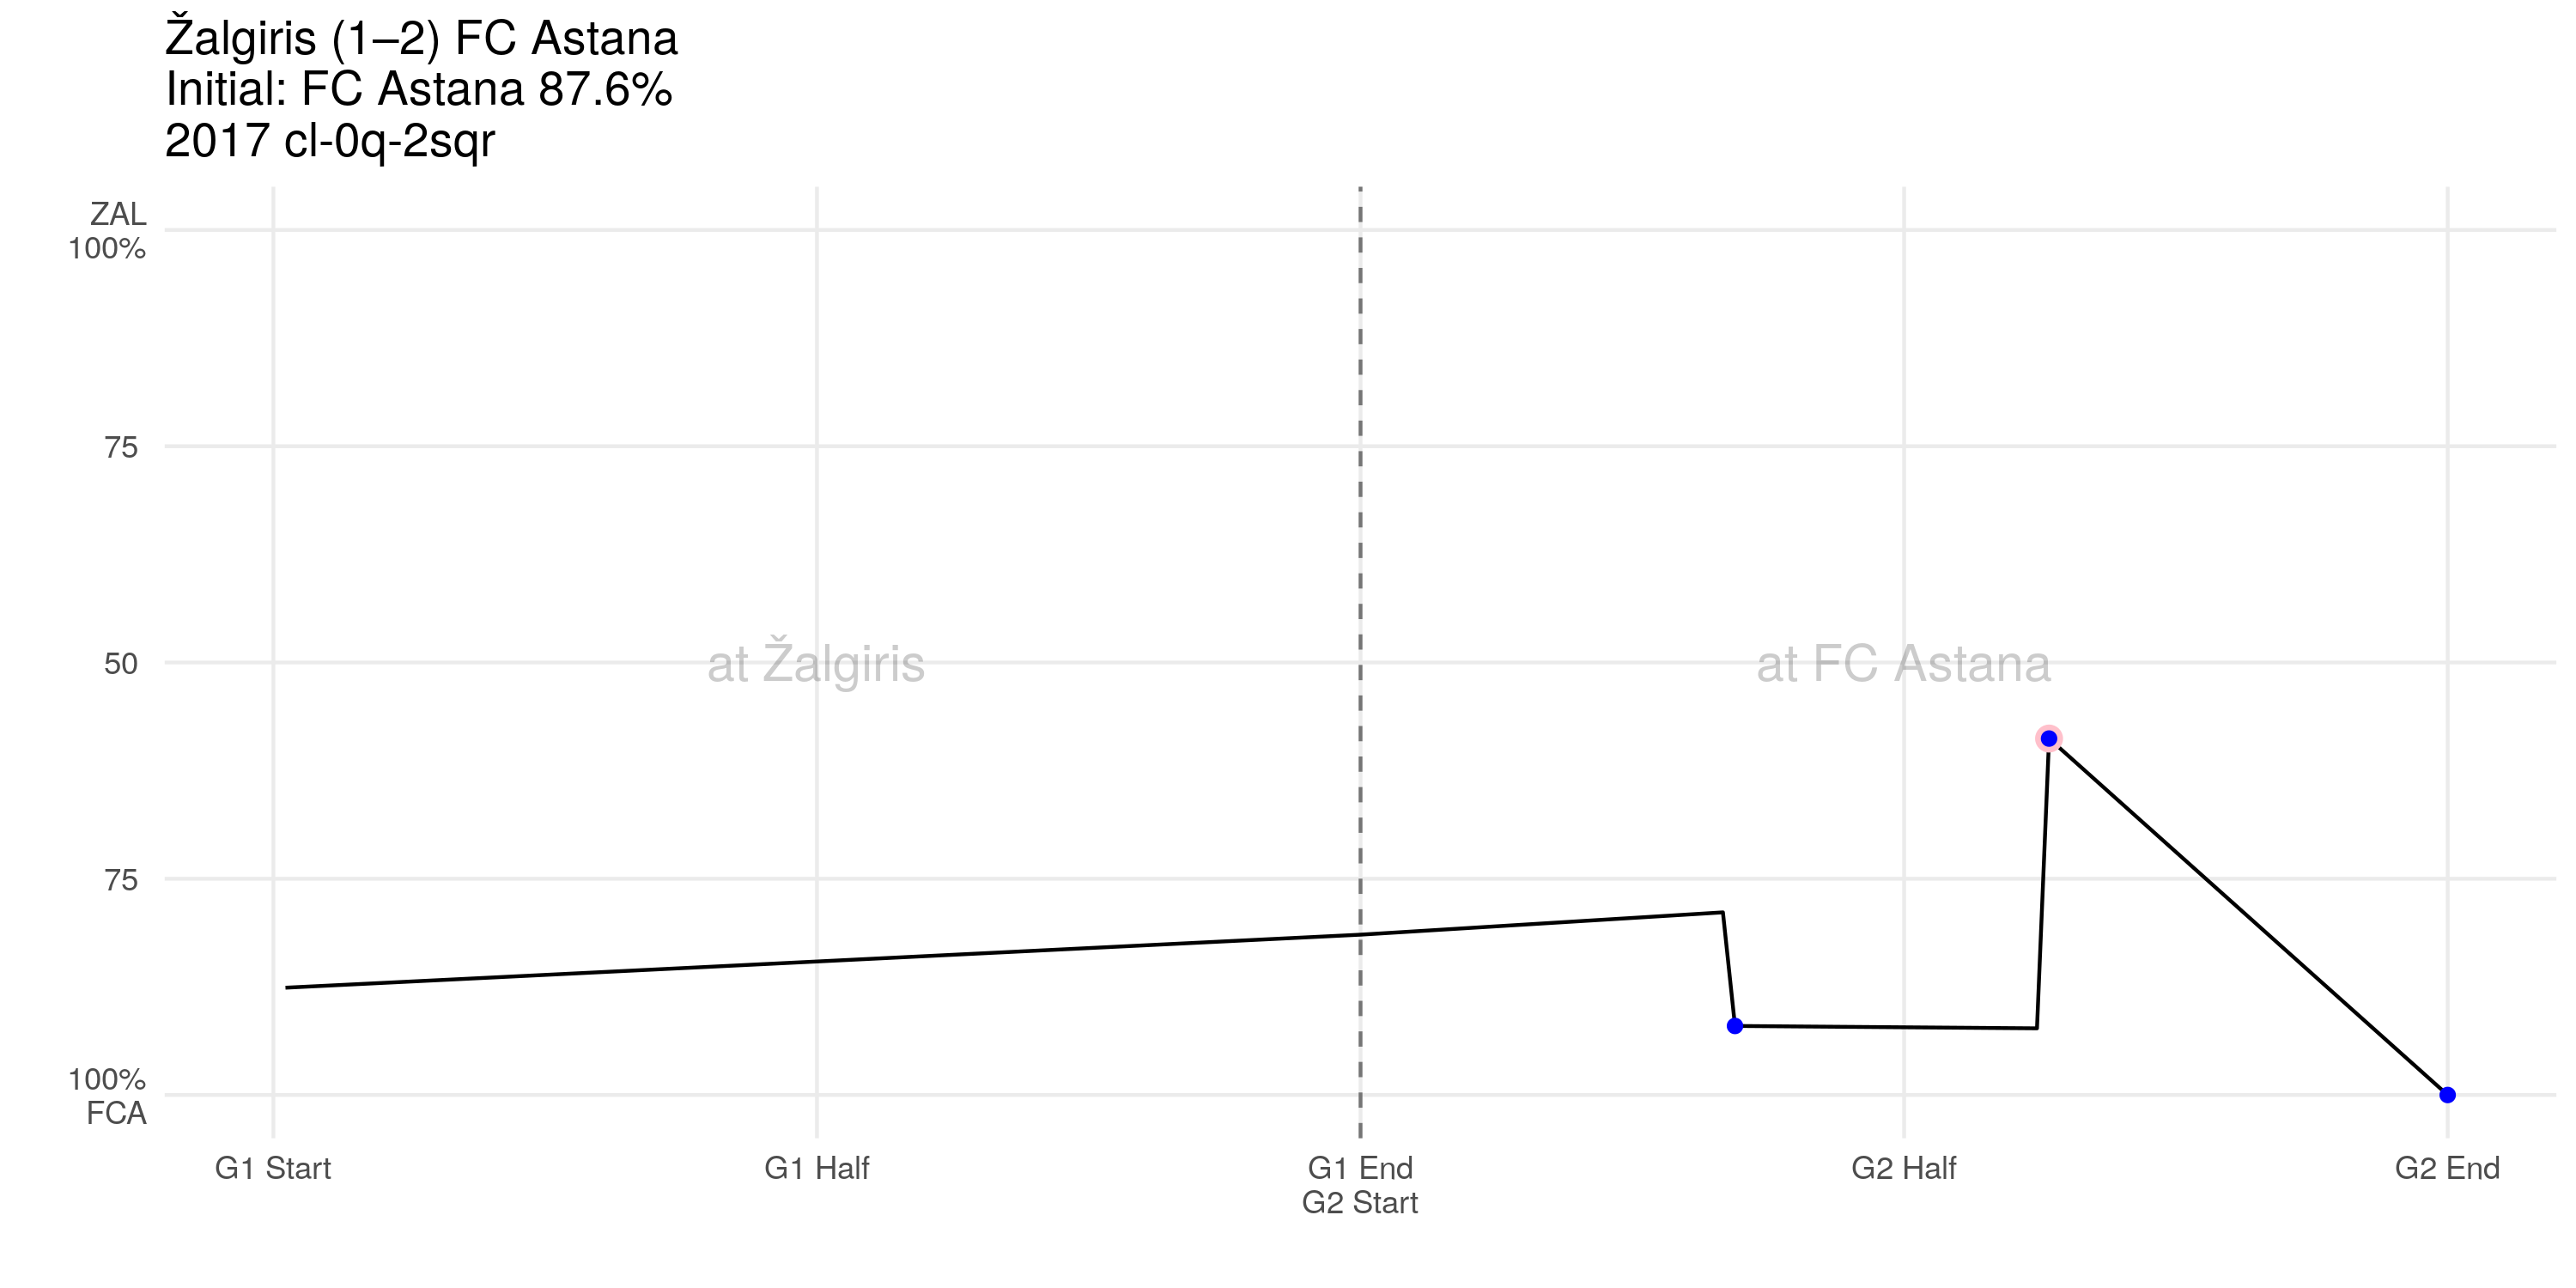 Žalgiris (1–2) FC Astana
Initial: FC Astana 87.6%
2017 cl-0q-2sqr
ZAL
100%
75
50
75
100%
FCA
at Žalgiris
at FC Astana
G1 Start
G1 Half
G1 End
G2 Start
G2 Half
G2 End